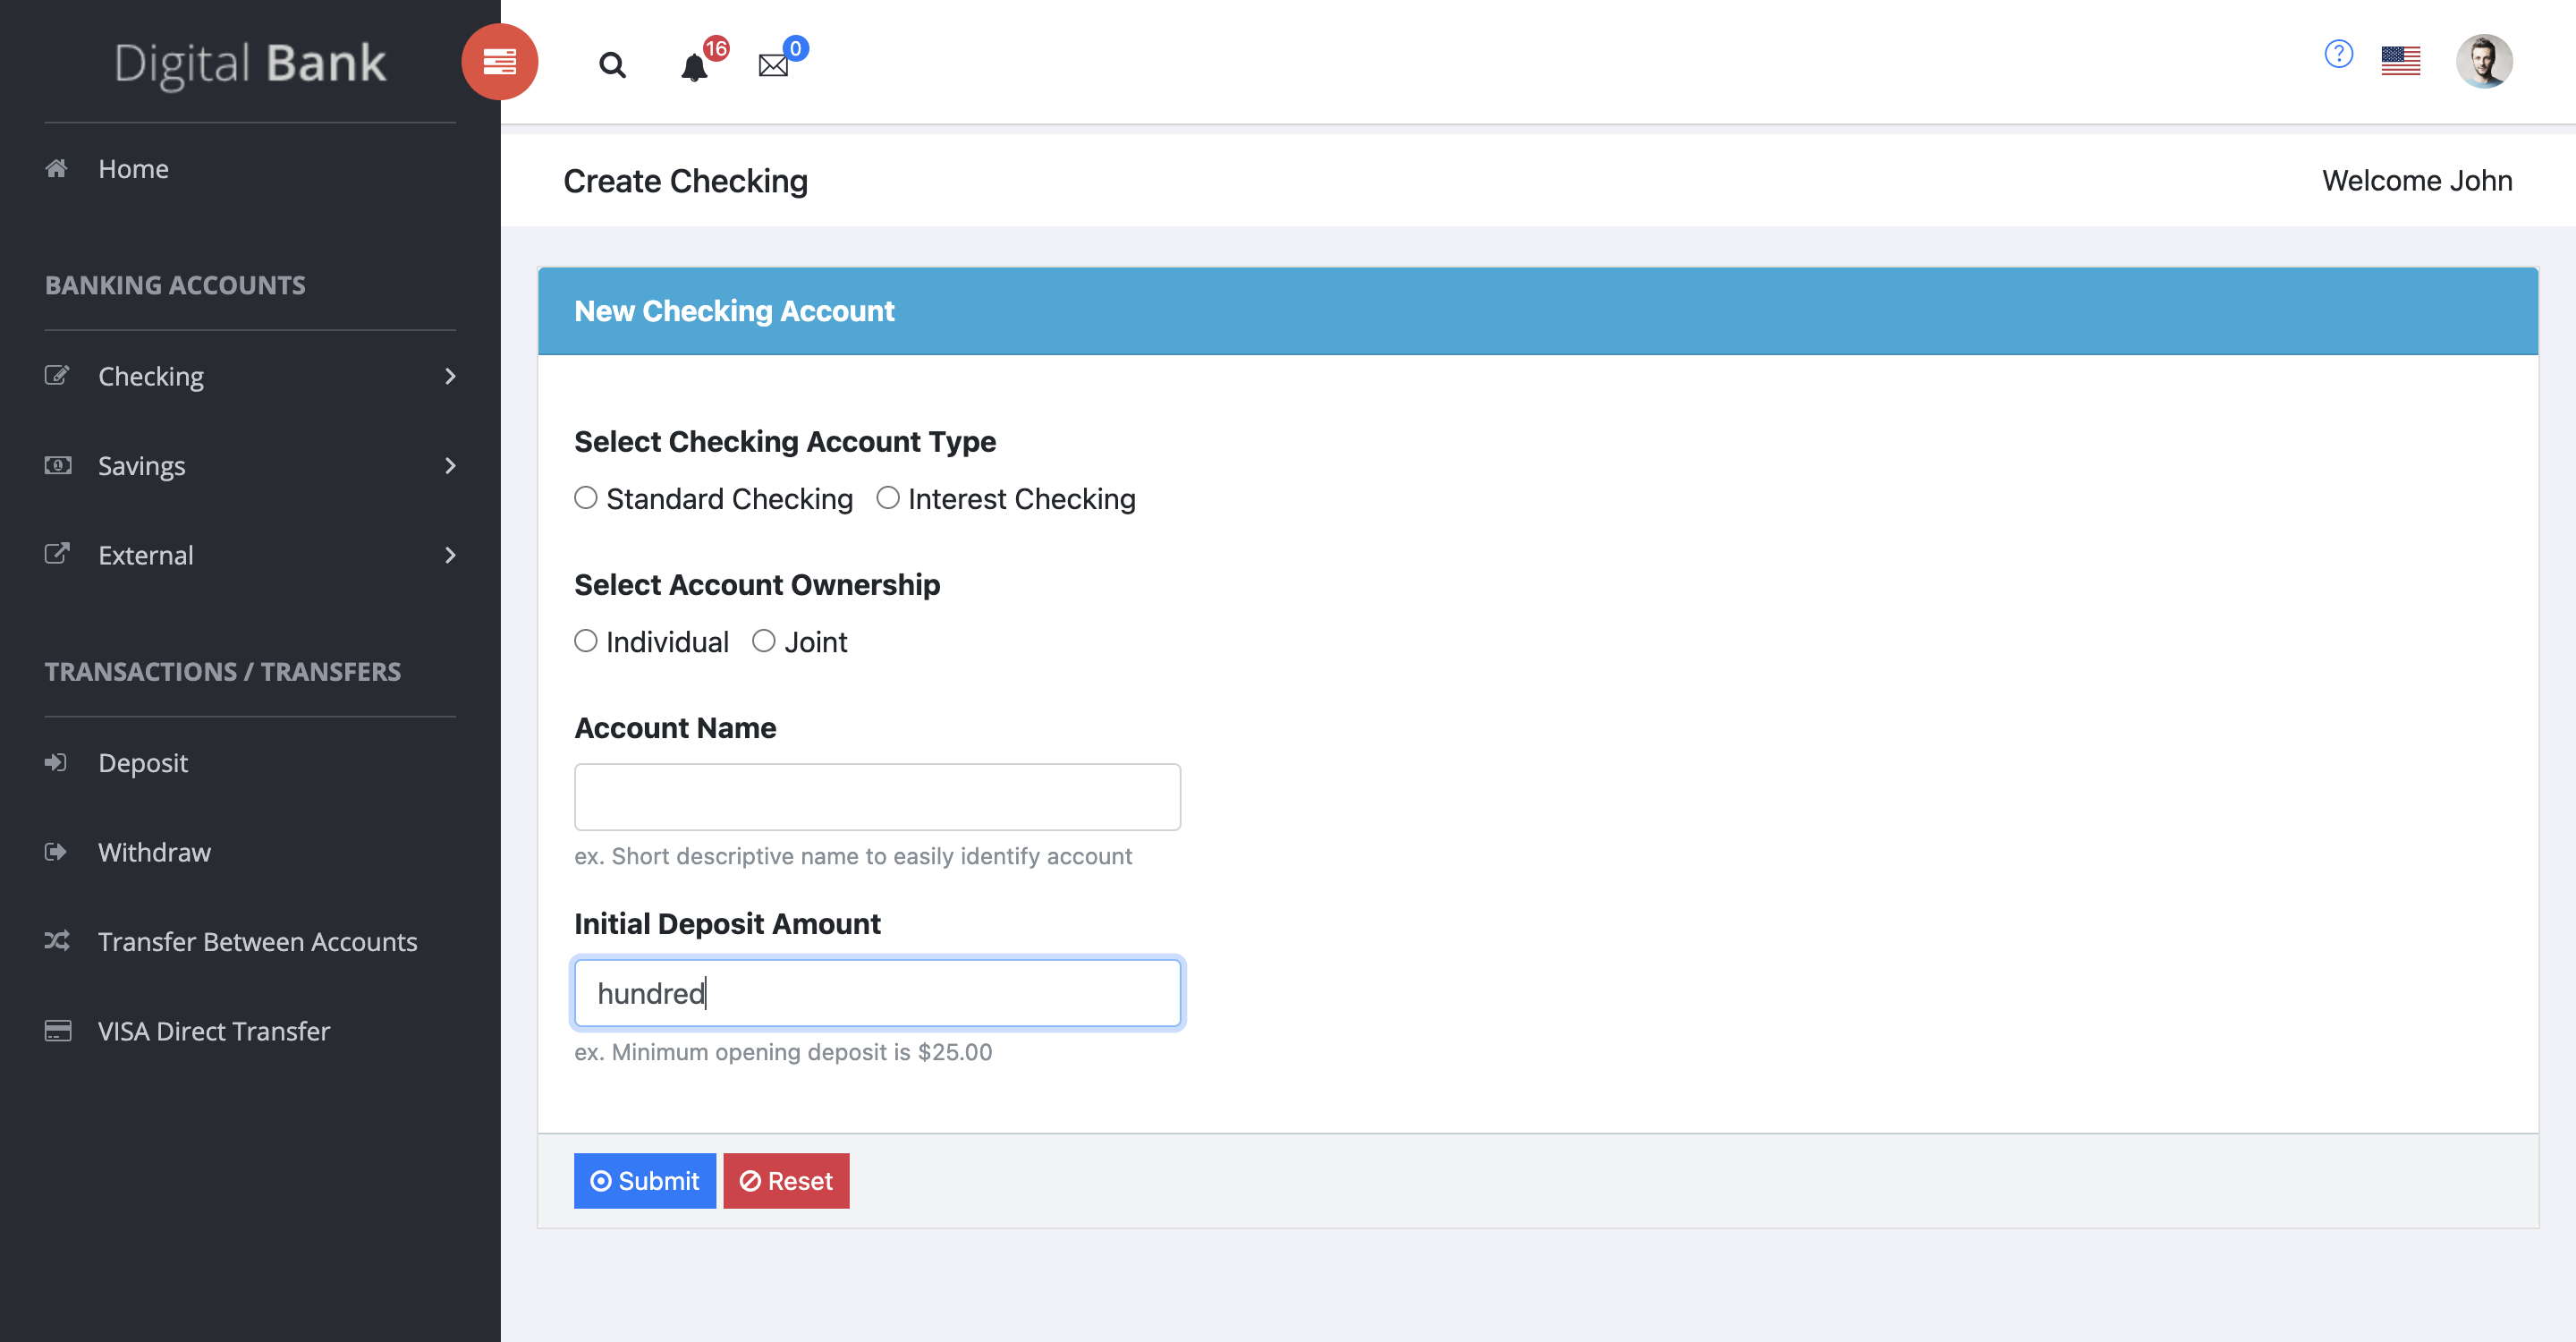 Digital Bank
16
0
?
Home
BANKING ACCOUNTS
Checking
Savings
External
TRANSACTIONS / TRANSFERS
Deposit
Withdraw
Transfer Between Accounts
VISA Direct Transfer
Create Checking
Welcome John
New Checking Account
Select Checking Account Type
Standard Checking Interest Checking
Select Account Ownership
Individual Joint
Account Name
ex. Short descriptive name to easily identify account
Initial Deposit Amount
hundred
ex. Minimum opening deposit is $25.00
Submit Reset